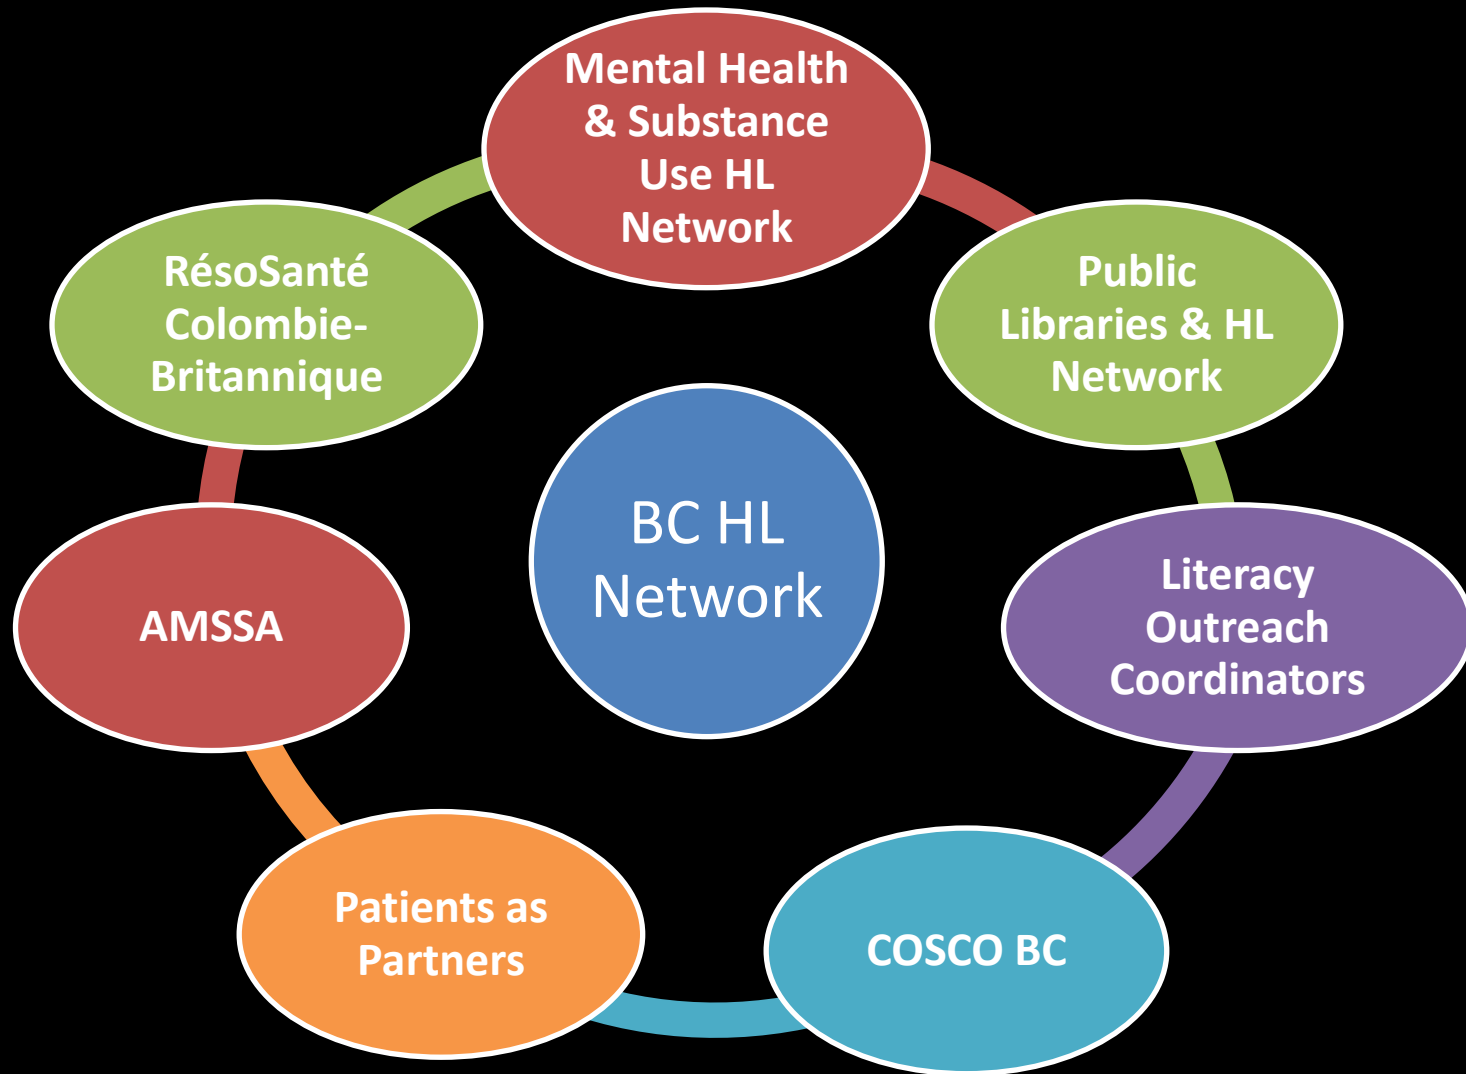 Mental Health
& Substance
Use HL
Network
RésoSanté
Colombie-
Britannique
Public
Libraries & HL
Network
BC HL
Network
AMSSA
Literacy
Outreach
Coordinators
Patients as
Partners
COSCO BC